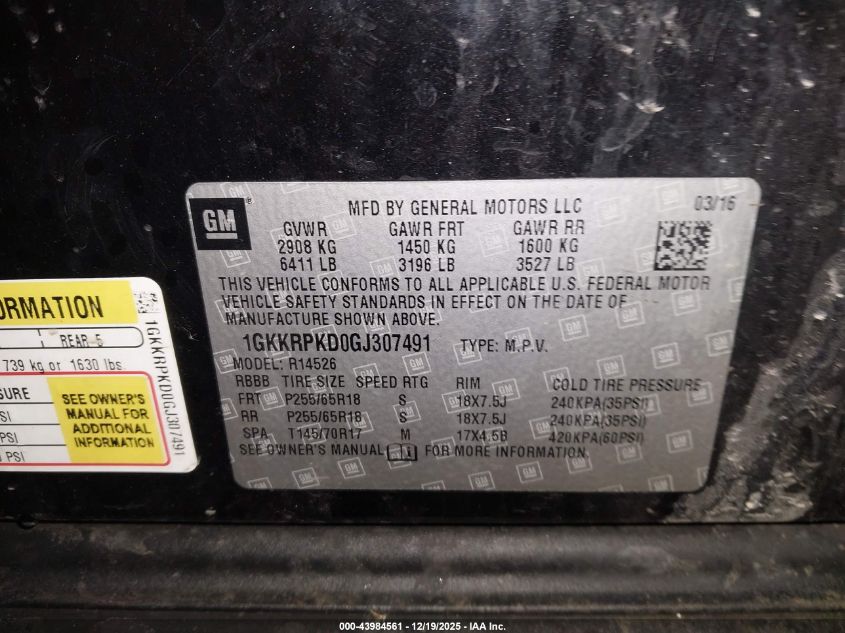 GM
®
MFD BY GENERAL MOTORS LLC
03/16
GVWR GAWR FRT GAWR RR
2908 KG 1450 KG 1600 KG
6411 LB 3196 LB 3527 LB
THIS VEHICLE CONFORMS TO ALL APPLICABLE U.S. FEDERAL MOTOR
VEHICLE SAFETY STANDARDS IN EFFECT ON THE DATE OF
MANUFACTURE SHOWN ABOVE.
1GKKRPKD0GJ307491 TYPE: M.P.V.
MODEL: R14526
RBBB TIRE SIZE SPEED RTG RIM COLD TIRE PRESSURE
FRT P255/65R18 S 18X7.5J 240KPA(35PSI)
RR P255/65R18 S 18X7.5J 240KPA(35PSI)
SPA T145/70R17 M 17X4.5B 420KPA(60PSI)
SEE OWNER'S MANUAL FOR MORE INFORMATION.
ORMATION
REAR 5
739 kg or 1630 lbs
SURE
SI
PSI
PSI
SEE OWNER'S
MANUAL FOR
ADDITIONAL
INFORMATION
1GKKRPKD0GJ307491
000-43984561 - 12/19/2025 - IAA Inc.